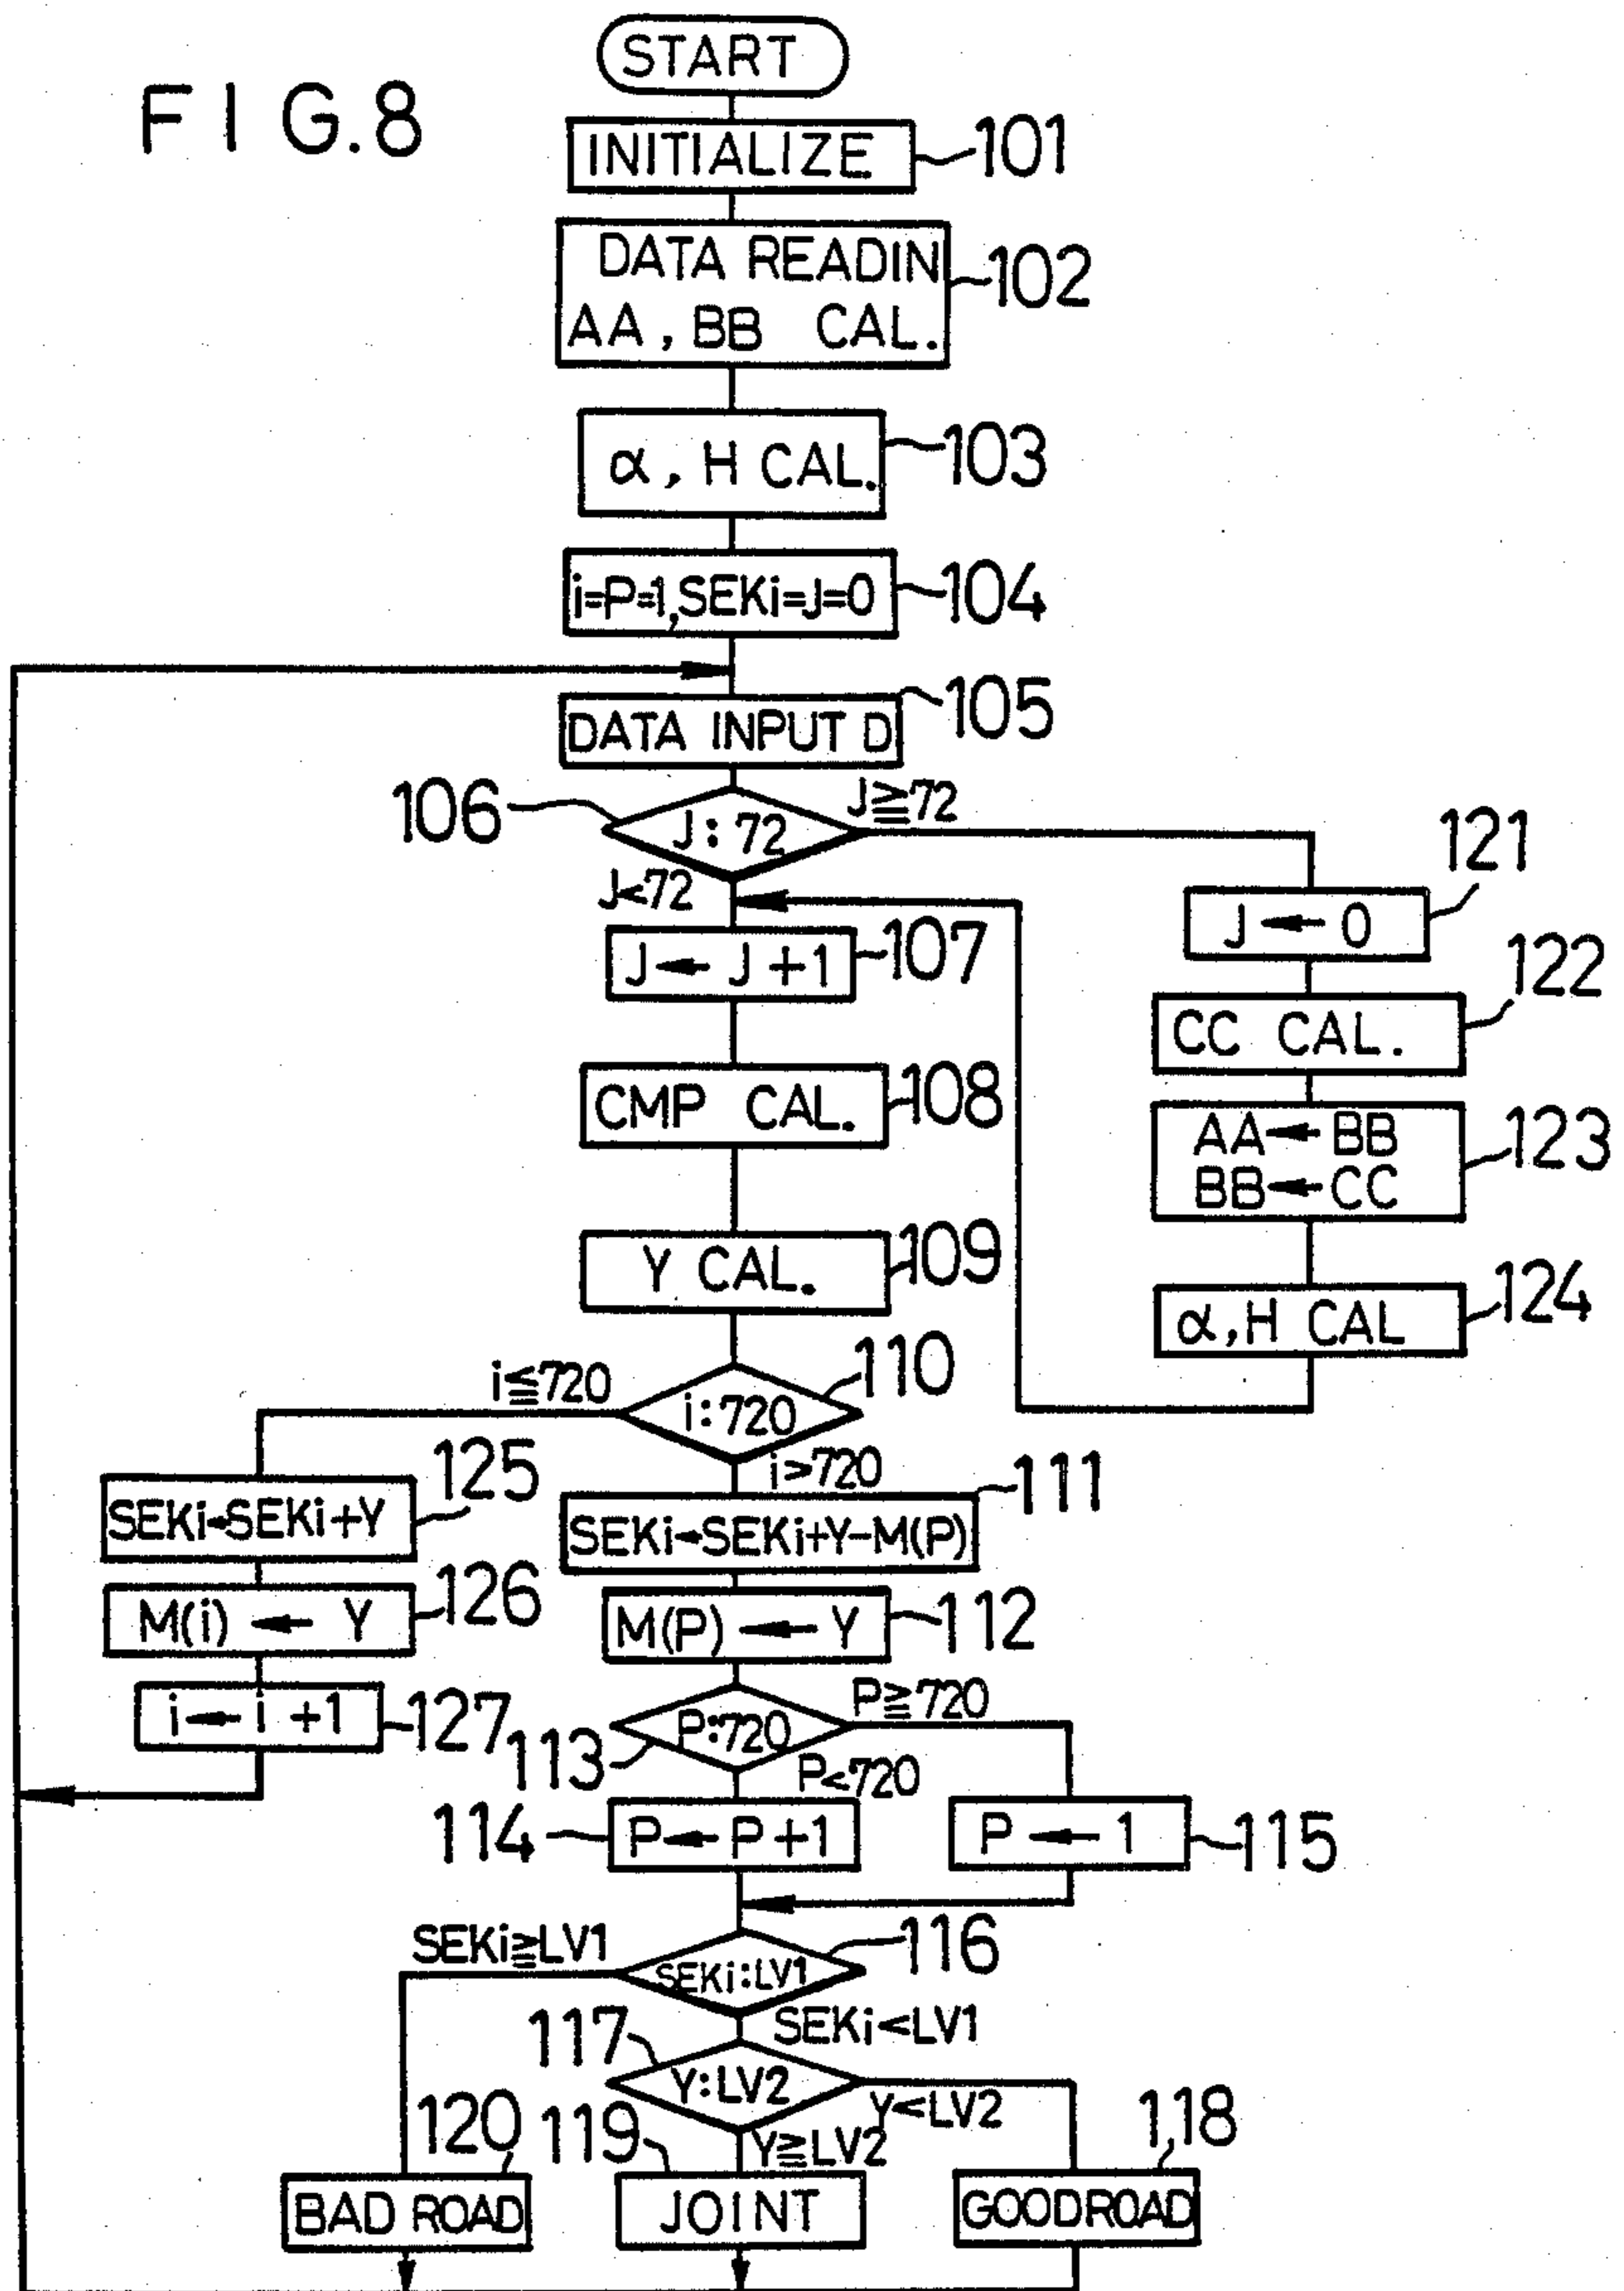 FIG.8
START
INITIALIZE
101
DATA READIN
AA, BB CAL.
102
α, H CAL.
103
i=P=1, SEKi=J=0
104
DATA INPUT D
105
106
J:72
J≧72
J<72
J←J+1
107
CMP CAL.
108
Y CAL.
109
J←0
121
CC CAL.
122
AA←BB
BB←CC
123
α, H CAL
124
i:720
110
i≦720
i>720
SEKi←SEKi+Y
125
M(i)←Y
126
i←i+1
127
SEKi←SEKi+Y-M(P)
111
M(P)←Y
112
P:720
113
P≧720
P<720
114
P←P+1
P←1
115
SEKi:LV1
116
SEKi≧LV1
SEKi<LV1
117
Y:LV2
Y<LV2
Y≧LV2
120
BAD ROAD
119
JOINT
118
GOOD ROAD